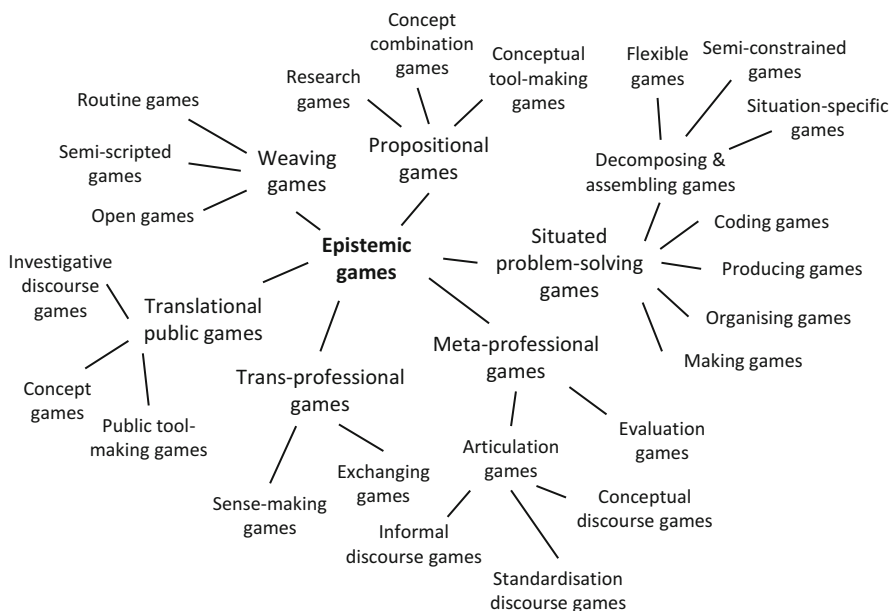 Concept
combination
games
Research
games
Conceptual
tool-making
games
Propositional
games
Routine games
Semi-scripted
games
Open games
Weaving
games
Flexible
games
Semi-constrained
games
Situation-specific
games
Decomposing &
assembling games
Epistemic
games
Situated
problem-solving
games
Coding games
Producing games
Organising games
Making games
Investigative
discourse
games
Translational
public games
Concept
games
Public tool-
making games
Trans-professional
games
Sense-making
games
Exchanging
games
Meta-professional
games
Articulation
games
Evaluation
games
Informal
discourse games
Conceptual
discourse games
Standardisation
discourse games